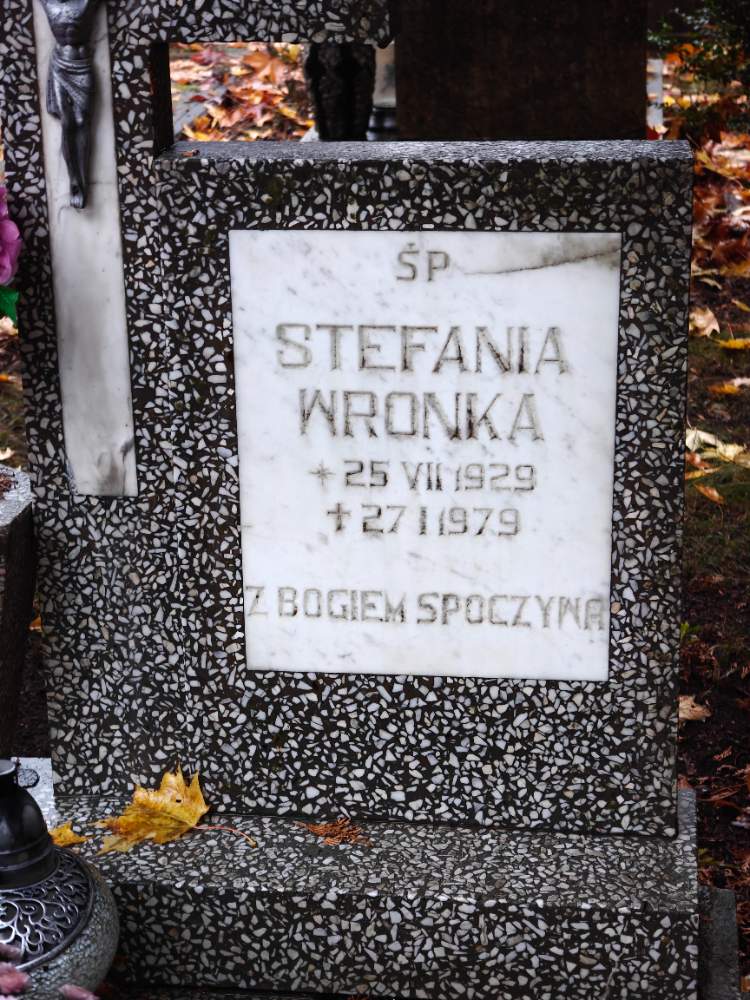 ŚP
STEFANIA
WRONKA
+ 25 VII 1929
+ 27 I 1979
Z BOGIEM SPOCZYWA